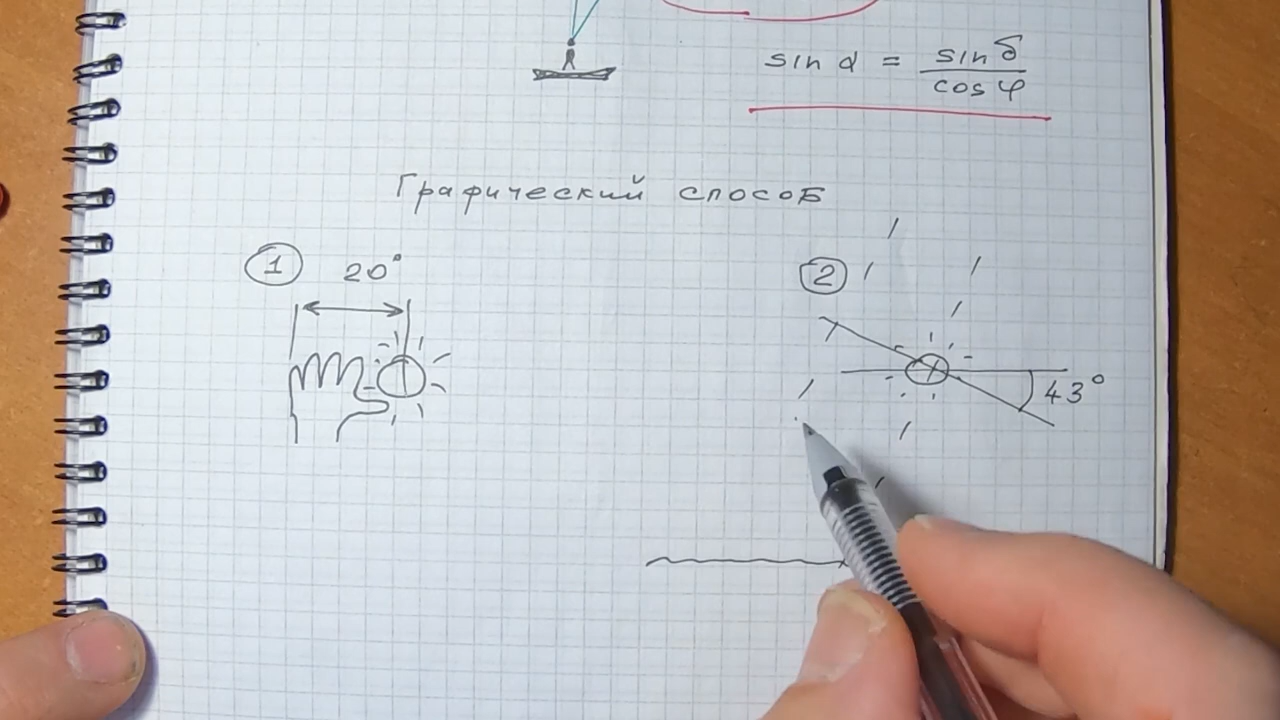 sin α = sin δ / cos φ
Графический способ
1 20°
2
43°